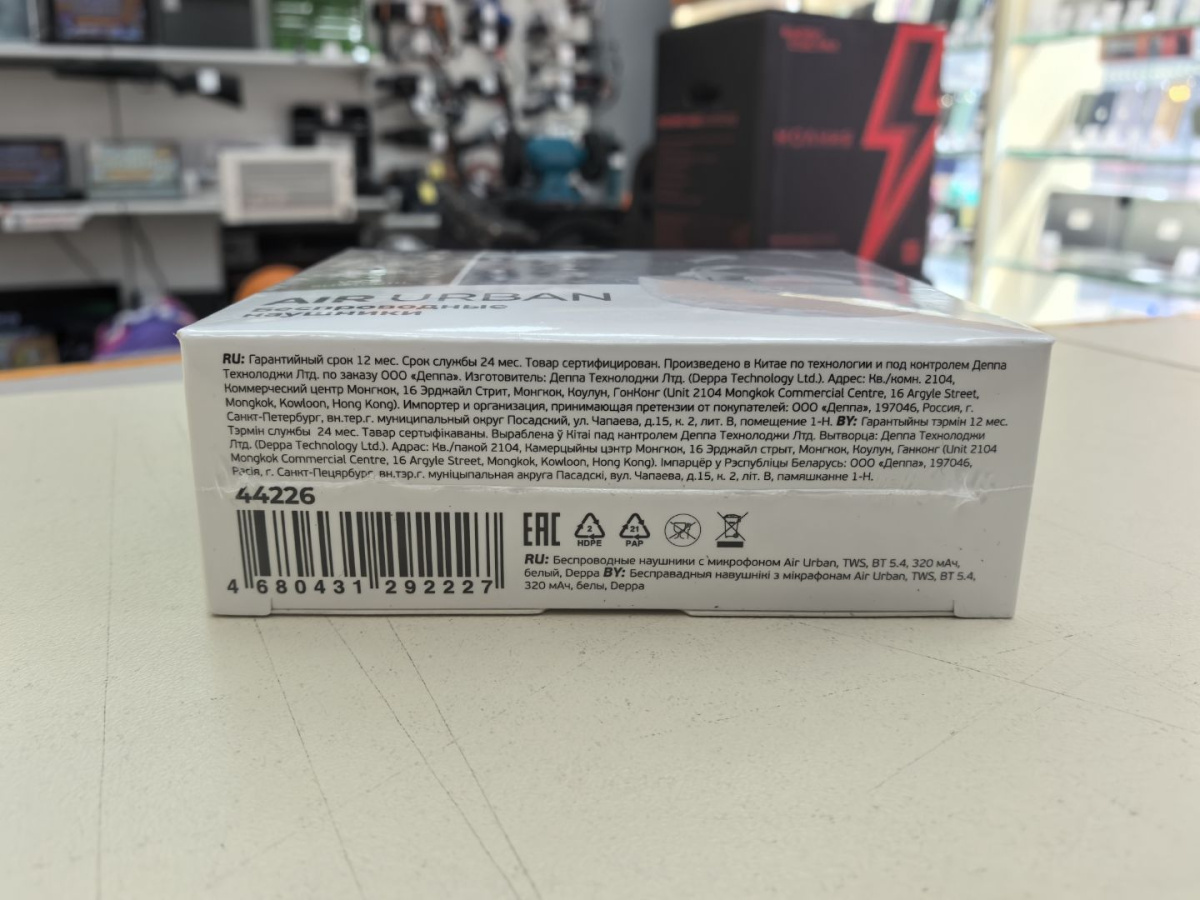 AIR URBAN
Беспроводные
наушники
RU: Гарантийный срок 12 мес. Срок службы 24 мес. Товар сертифицирован. Произведено в Китае по технологии и под контролем Деппа
Технолоджи Лтд. по заказу ООО «Деппа». Изготовитель: Деппа Технолоджи Лтд. (Deppa Technology Ltd.). Адрес: Кв./комн. 2104,
Коммерческий центр Монгкок, 16 Эрджайл Стрит, Монгкок, Коулун, ГонКонг (Unit 2104 Mongkok Commercial Centre, 16 Argyle Street,
Mongkok, Kowloon, Hong Kong). Импортер и организация, принимающая претензии от покупателей: ООО «Деппа», 197046, Россия, г.
Санкт-Петербург, вн.тер.г. муниципальный округ Посадский, ул. Чапаева, д.15, к. 2, лит. В, помещение 1-Н. BY: Гарантыйны тэрмін 12 мес.
Тэрмін службы 24 мес. Тавар сертыфікаваны. Выраблена ў Кітаі пад кантролем Деппа Технолоджи Лтд. Вытворца: Деппа Технолоджи
Лтд. (Deppa Technology Ltd.). Адрас: Кв./пакой 2104, Камерцыйны цэнтр Монгкок, 16 Эрджайл стрыт, Монгкок, Коулун, Ганконг (Unit 2104
Mongkok Commercial Centre, 16 Argyle Street, Mongkok, Kowloon, Hong Kong). Імпарцёр у Рэспубліцы Беларусь: ООО «Деппа», 197046,
Расія, г. Санкт-Пецярбург, вн.тэр.г. муніцыпальная акруга Пасадскі, вул. Чапаева, д.15, к. 2, літ. В, памяшканне 1-Н.
44226
4 680431 292227
EAC
2
HDPE
21
PAP
RU: Беспроводные наушники с микрофоном Air Urban, TWS, BT 5.4, 320 мАч,
белый, Deppa BY: Бесправадныя навушнікі з мікрафонам Air Urban, TWS, BT 5.4,
320 мАч, белы, Deppa